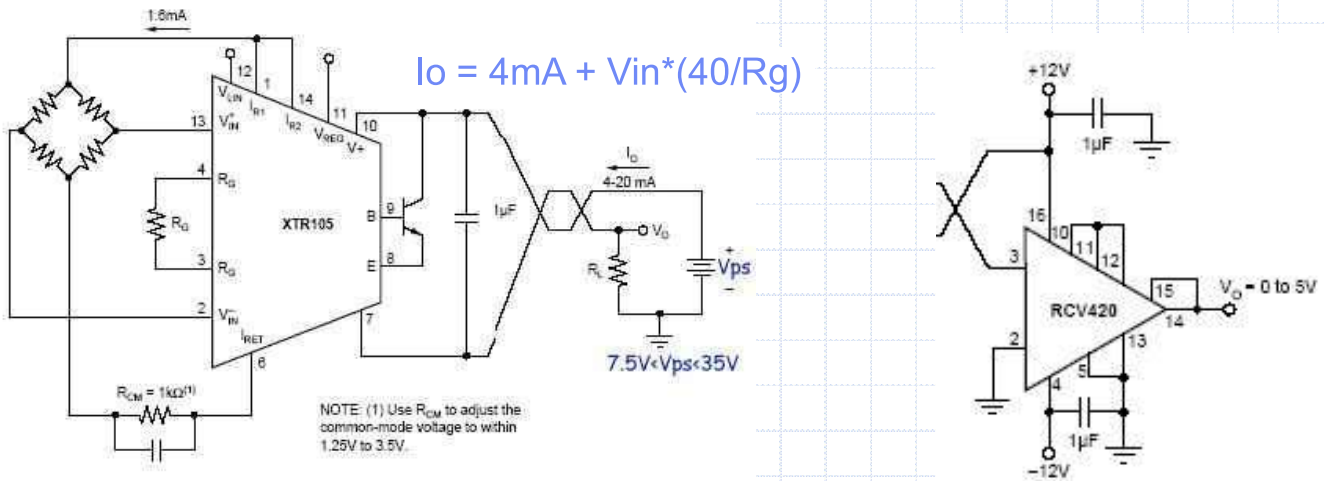 1.6mA
Io = 4mA + Vin*(40/Rg)
12
1
14
11
10
VLIN
IR1
IR2
VREG
V+
13
V+IN
4
RG
RG
XTR105
3
RG
2
V−IN
IRET
6
7
B
9
E
8
1µF
IO
4-20 mA
VO
RL
+
Vps
−
7.5V<Vps<35V
RCM = 1kΩ(1)
NOTE: (1) Use RCM to adjust the
common-mode voltage to within
1.25V to 3.5V.
+12V
1µF
16
10
11
12
3
15
RCV420
VO = 0 to 5V
14
2
13
5
4
1µF
−12V